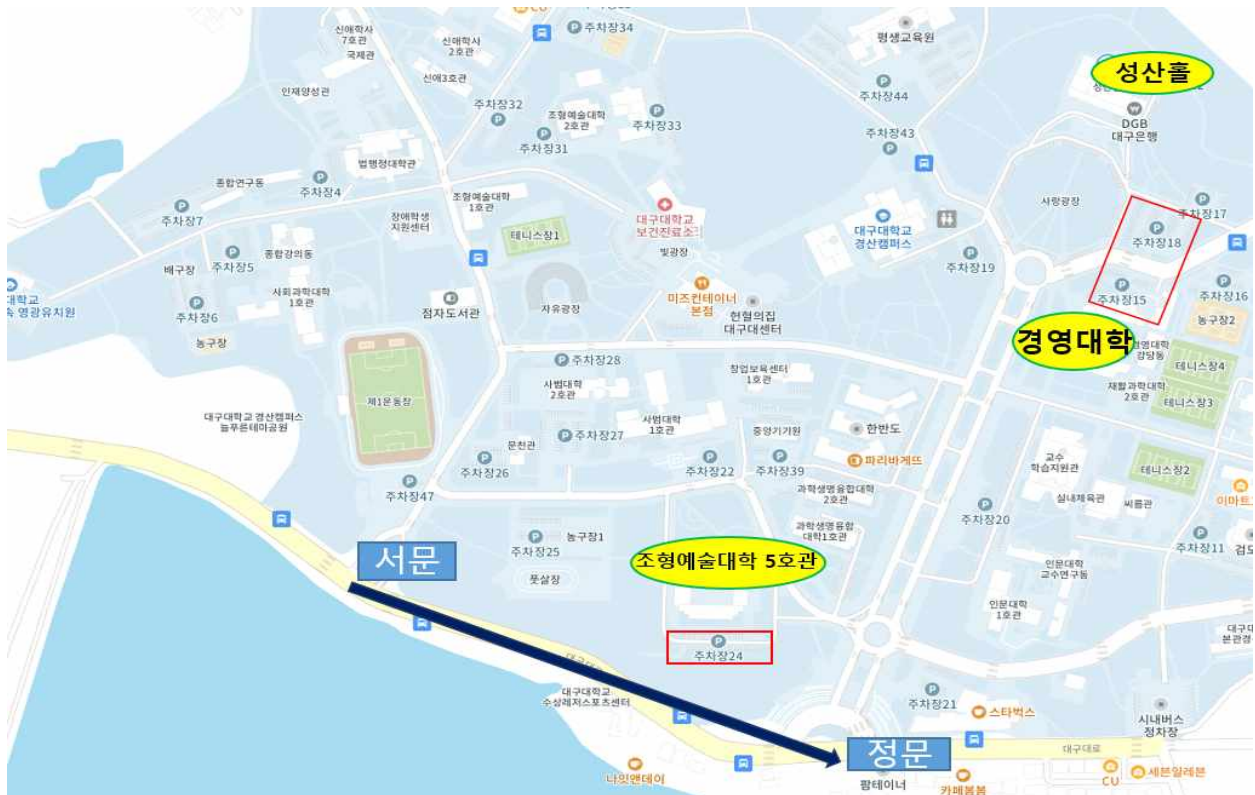 CU
주차장34
신애학사
7호관
국제관
신애학사
2호관
신애3호관
인재양성관
평생교육원
성산홀
주차장44
DGB
대구은행
주차장32
조형예술대학
2호관
주차장33
주차장31
주차장43
법행정대학관
종합연구동
주차장4
주차장7
조형예술대학
1호관
장애학생
지원센터
테니스장1
대구대학교
보건진료소
빛광장
대구대학교
경산캠퍼스
사랑광장
주차장17
주차장18
주차장19
배구장
주차장5
종합강의동
사회과학대학
1호관
주차장6
농구장
점자도서관
자유광장
미즈컨테이너
본점
헌혈의집
대구대센터
주차장15
주차장16
농구장2
경영대학
강당동
경영대학
테니스장4
재활과학대학
2호관
테니스장3
주차장28
사범대학
2호관
창업보육센터
1호관
제1운동장
대구대학교 경산캠퍼스
늘푸른테마공원
사범대학
1호관
주차장27
문천관
중앙기기원
한반도
파리바게뜨
주차장26
주차장22
주차장39
교수
학습지원관
테니스장2
주차장47
과학생명융합대학
2호관
실내체육관
씨름관
이마트
주차장20
주차장25
농구장1
과학생명융합
대학1호관
주차장11
서문
조형예술대학 5호관
풋살장
인문대학
교수연구동
인문대학
1호관
주차장24
대구대학교
수상레저스포츠센터
주차장21
스타벅스
시내버스
정차장
정문
대구대로
나잇앤데이
팜테이너
카페봄봄
CU
세븐일레븐